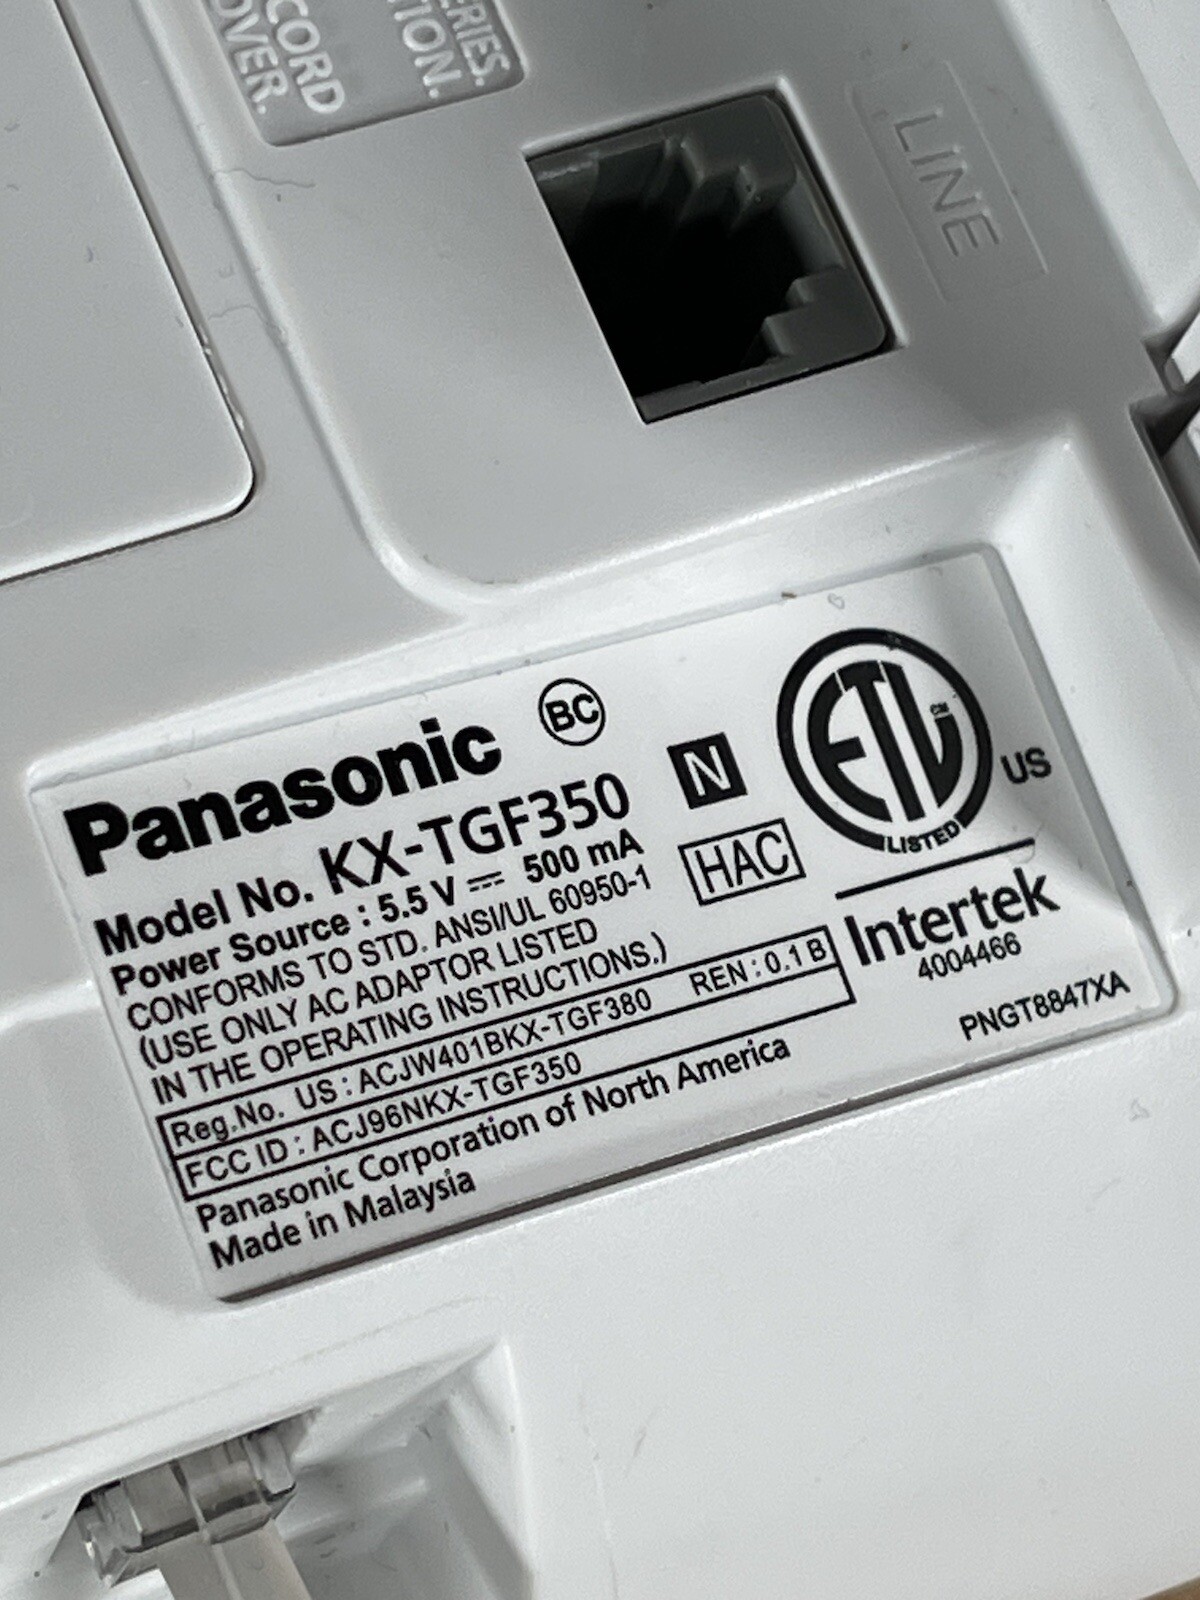 ERIES.
TION.
CORD
OVER.
LINE
Panasonic BC
Model No. KX-TGF350 N
Power Source : 5.5 V ⎓ 500 mA
CONFORMS TO STD. ANSI/UL 60950-1 HAC
(USE ONLY AC ADAPTOR LISTED
IN THE OPERATING INSTRUCTIONS.)
Reg.No. US : ACJW401BKX-TGF380 REN : 0.1 B
FCC ID : ACJ96NKX-TGF350
Panasonic Corporation of North America
Made in Malaysia
ETL CM
LISTED
US
Intertek
4004466
PNGT8847XA